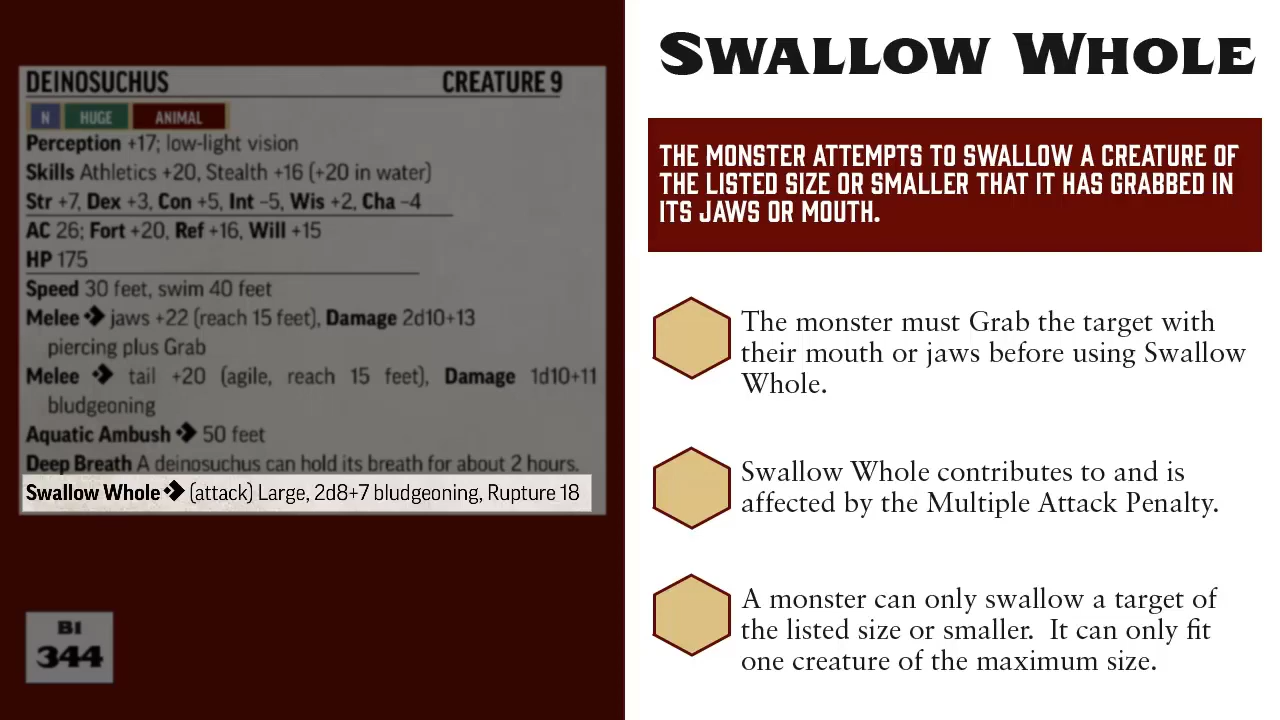 DEINOSUCHUS CREATURE 9
N HUGE ANIMAL
Perception +17; low-light vision
Skills Athletics +20, Stealth +16 (+20 in water)
Str +7, Dex +3, Con +5, Int –5, Wis +2, Cha –4
AC 26; Fort +20, Ref +16, Will +15
HP 175
Speed 30 feet, swim 40 feet
Melee jaws +22 (reach 15 feet), Damage 2d10+13
piercing plus Grab
Melee tail +20 (agile, reach 15 feet), Damage 1d10+11
bludgeoning
Aquatic Ambush 50 feet
Deep Breath A deinosuchus can hold its breath for about 2 hours.
Swallow Whole (attack) Large, 2d8+7 bludgeoning, Rupture 18
B1
344
SWALLOW WHOLE
THE MONSTER ATTEMPTS TO SWALLOW A CREATURE OF
THE LISTED SIZE OR SMALLER THAT IT HAS GRABBED IN
ITS JAWS OR MOUTH.
The monster must Grab the target with
their mouth or jaws before using Swallow
Whole.
Swallow Whole contributes to and is
affected by the Multiple Attack Penalty.
A monster can only swallow a target of
the listed size or smaller.  It can only fit
one creature of the maximum size.